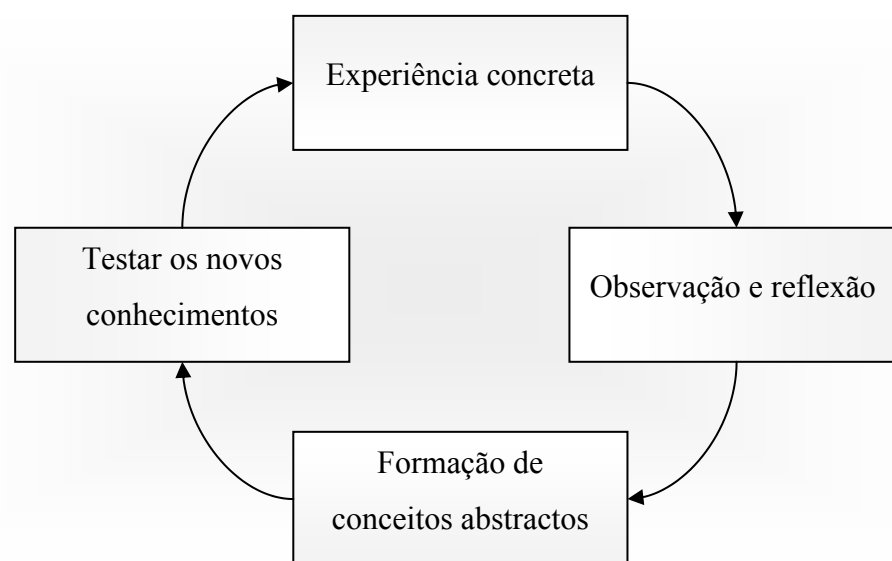 Experiência concreta
Testar os novos
conhecimentos
Observação e reflexão
Formação de
conceitos abstractos